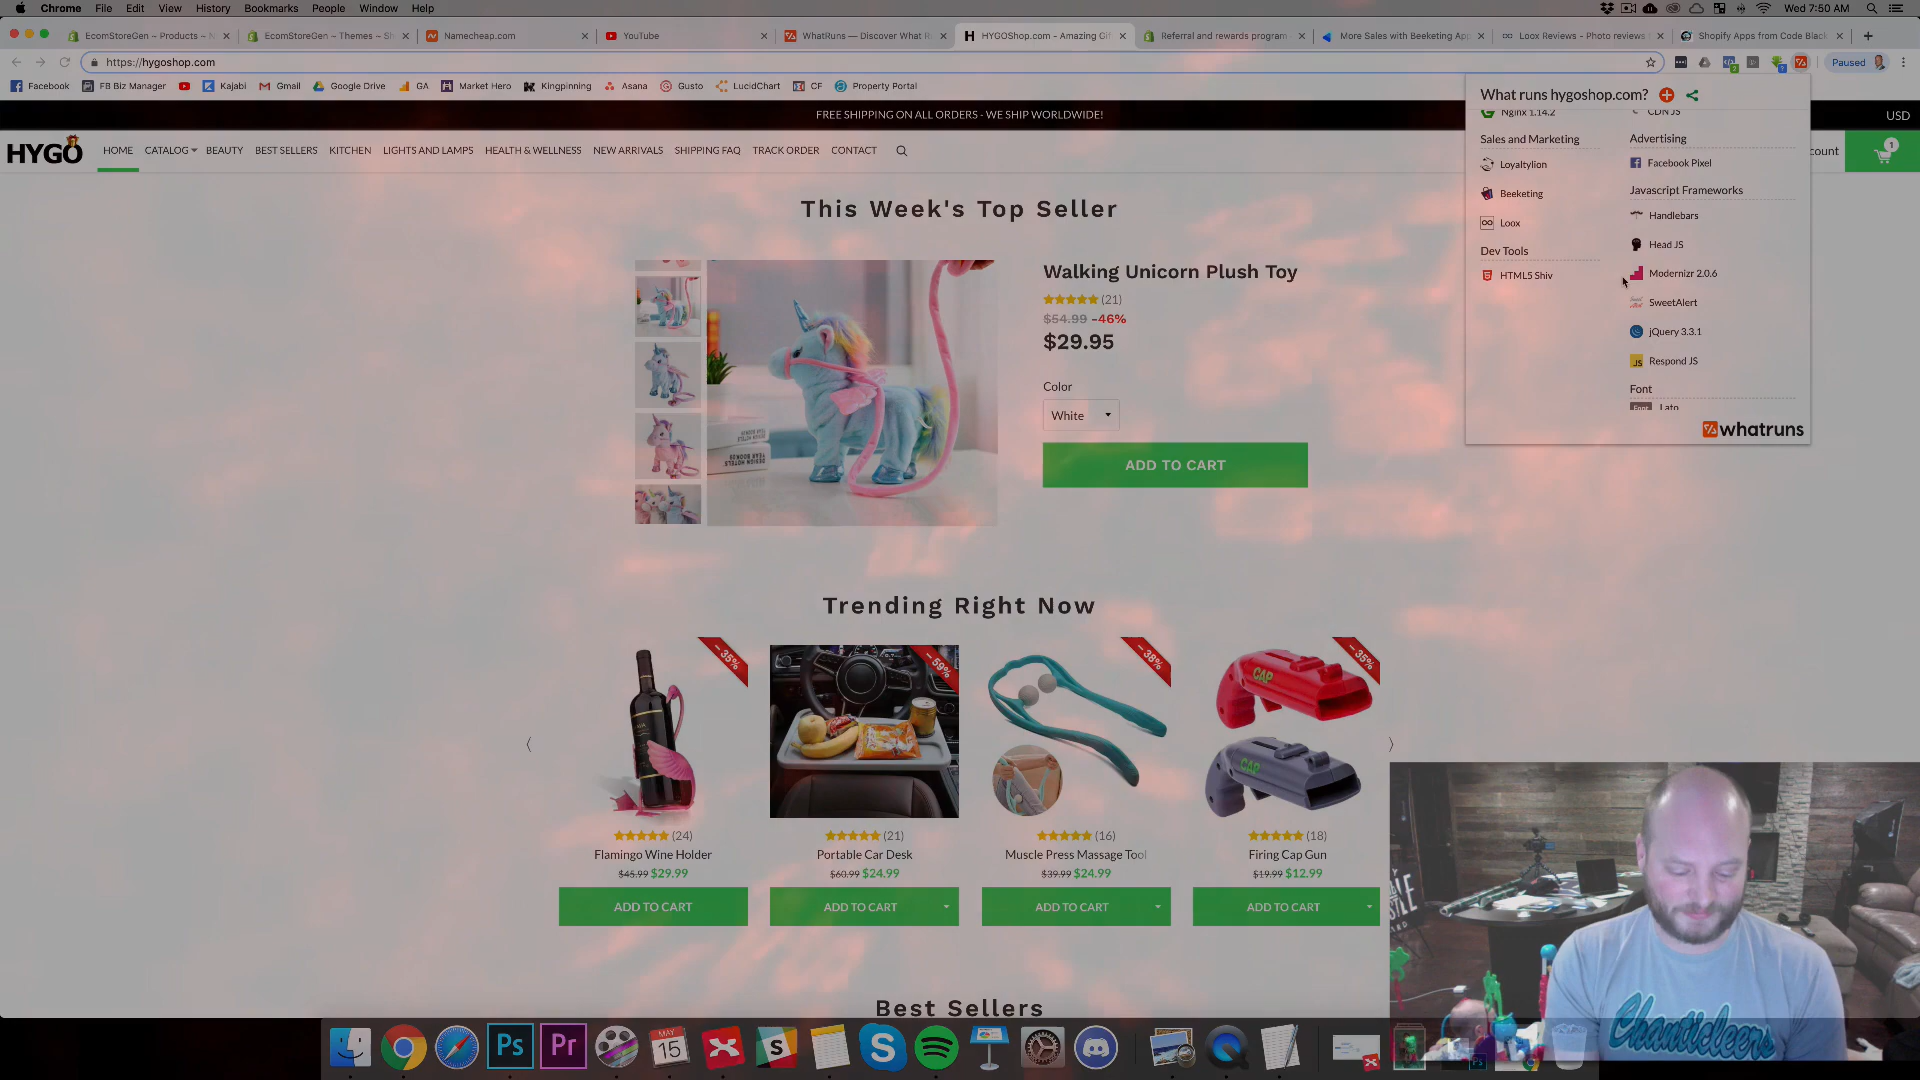 Chrome File Edit View History Bookmarks People Window Help
Wed 7:50 AM
EcomStoreGen ~ Products ~ EcomStoreGen ~ Themes ~ Namecheap.com YouTube WhatRuns — Discover What R HYGOShop.com - Amazing Gif Referral and rewards program More Sales with Beeketing App Loox Reviews - Photo reviews Shopify Apps from Code Black
https://hygoshop.com
Paused
Facebook FB Biz Manager Kajabi Gmail Google Drive GA Market Hero Kingpinning Asana Gusto LucidChart CF Property Portal
FREE SHIPPING ON ALL ORDERS - WE SHIP WORLDWIDE!
USD
HYGO
HOME CATALOG BEAUTY BEST SELLERS KITCHEN LIGHTS AND LAMPS HEALTH & WELLNESS NEW ARRIVALS SHIPPING FAQ TRACK ORDER CONTACT
count
1
What runs hygoshop.com?
Nginx 1.14.2
CDN JS
Sales and Marketing
Loyaltylion
Beeketing
Loox
Dev Tools
HTML5 Shiv
Advertising
Facebook Pixel
Javascript Frameworks
Handlebars
Head JS
Modernizr 2.0.6
SweetAlert
jQuery 3.3.1
Respond JS
Font
Lato
whatruns
This Week's Top Seller
Walking Unicorn Plush Toy
(21)
$54.99 -46%
$29.95
Color
White
ADD TO CART
Trending Right Now
- 35%
- 59%
- 38%
- 35%
CAP
CAP
(24)
Flamingo Wine Holder
$45.99 $29.99
ADD TO CART
(21)
Portable Car Desk
$60.99 $24.99
ADD TO CART
(16)
Muscle Press Massage Tool
$39.99 $24.99
ADD TO CART
(18)
Firing Cap Gun
$19.99 $12.99
ADD TO CART
Best Sellers
Chanticleers
Ps
Pr
MAY
15